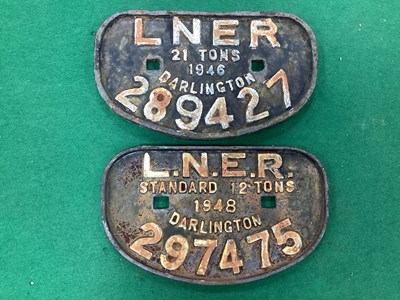 LNER
21 TONS
1946
DARLINGTON
289427
L.N.E.R.
STANDARD 12 TONS
1948
DARLINGTON
297475